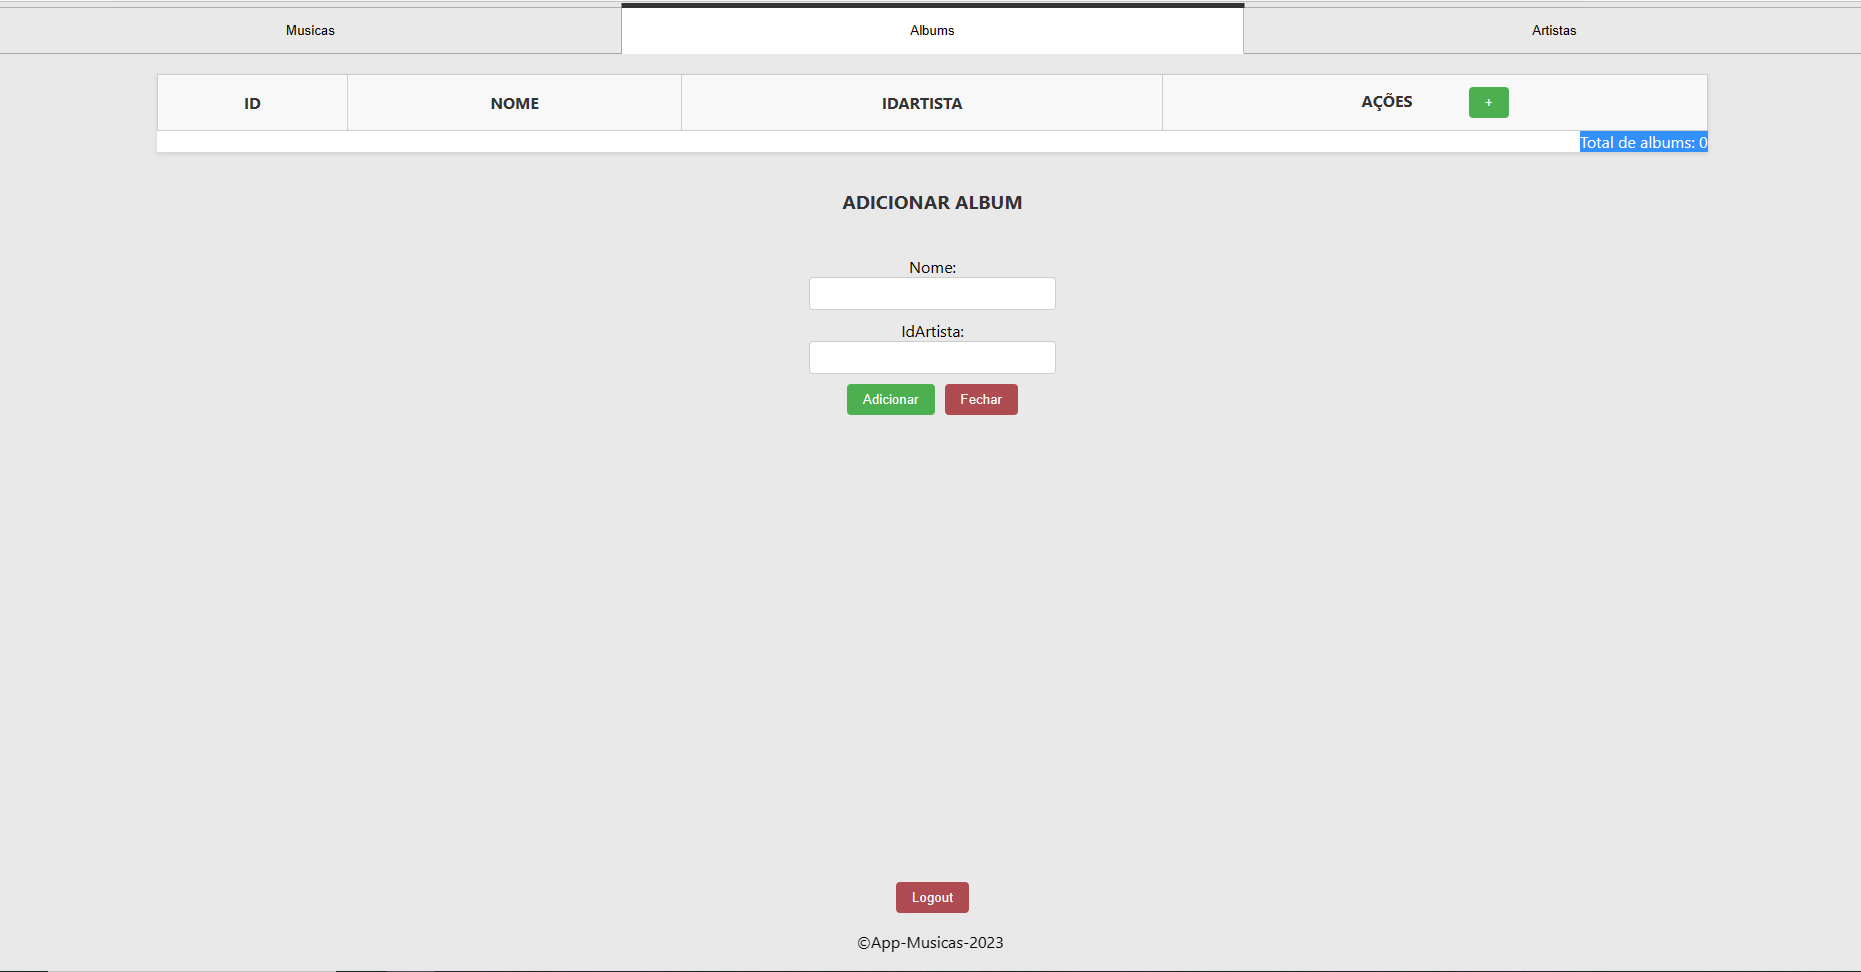 Musicas Albums Artistas
ID NOME IDARTISTA AÇÕES +
Total de albums: 0
ADICIONAR ALBUM
Nome:
IdArtista:
Adicionar Fechar
Logout
©App-Musicas-2023